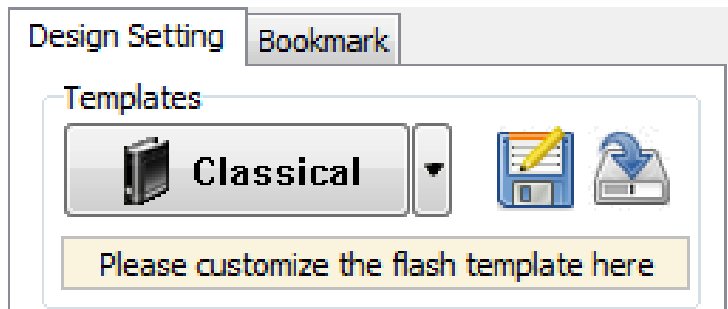 Design Setting Bookmark
Templates
Classical
Please customize the flash template here